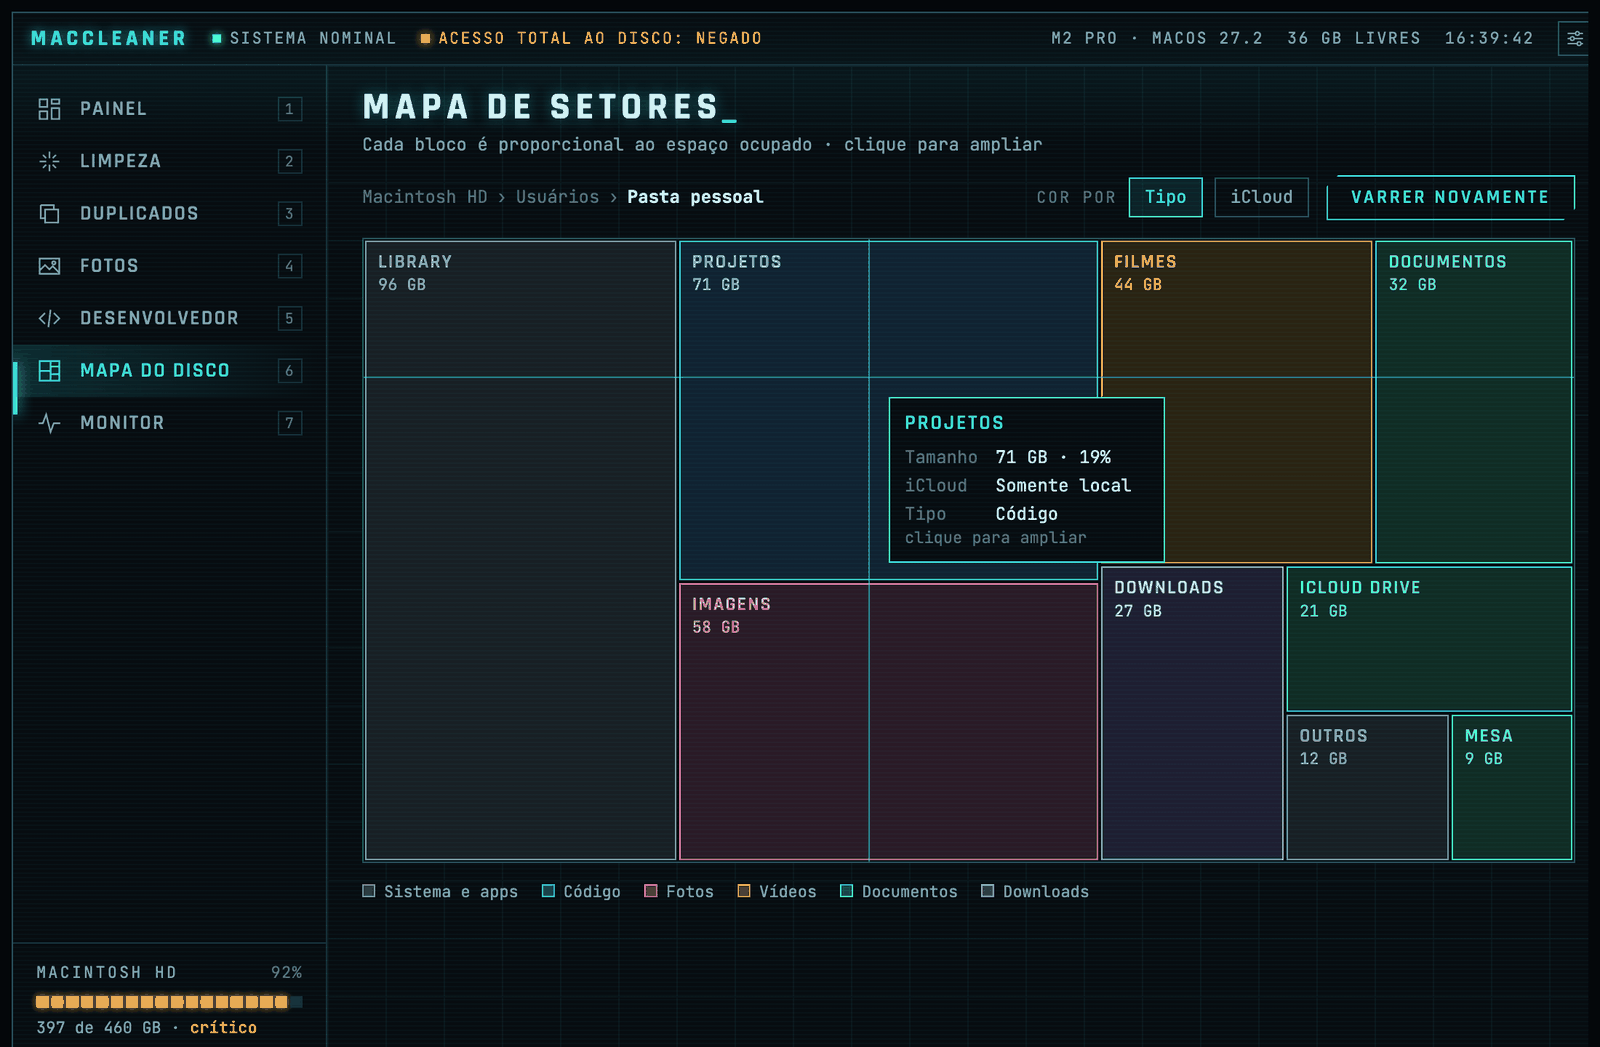 MACCLEANER
SISTEMA NOMINAL
ACESSO TOTAL AO DISCO: NEGADO
M2 PRO · MACOS 27.2
36 GB LIVRES
16:39:42
PAINEL 1
LIMPEZA 2
DUPLICADOS 3
FOTOS 4
DESENVOLVEDOR 5
MAPA DO DISCO 6
MONITOR 7
MACINTOSH HD 92%
397 de 460 GB · crítico
MAPA DE SETORES_
Cada bloco é proporcional ao espaço ocupado · clique para ampliar
Macintosh HD › Usuários › Pasta pessoal
COR POR
Tipo
iCloud
VARRER NOVAMENTE
LIBRARY
96 GB
PROJETOS
71 GB
FILMES
44 GB
DOCUMENTOS
32 GB
PROJETOS
Tamanho 71 GB · 19%
iCloud Somente local
Tipo Código
clique para ampliar
IMAGENS
58 GB
DOWNLOADS
27 GB
ICLOUD DRIVE
21 GB
OUTROS
12 GB
MESA
9 GB
Sistema e apps
Código
Fotos
Vídeos
Documentos
Downloads